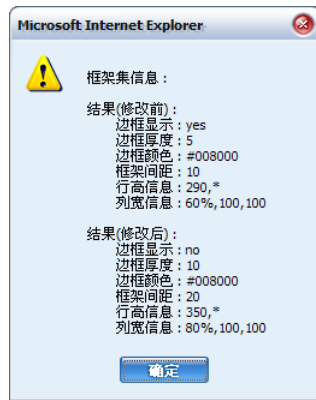 Microsoft Internet Explorer
框架集信息：
结果(修改前)：
边框显示：yes
边框厚度：5
边框颜色：#008000
框架间距：10
行高信息：290,*
列宽信息：60%,100,100
结果(修改后)：
边框显示：no
边框厚度：10
边框颜色：#008000
框架间距：20
行高信息：350,*
列宽信息：80%,100,100
确定